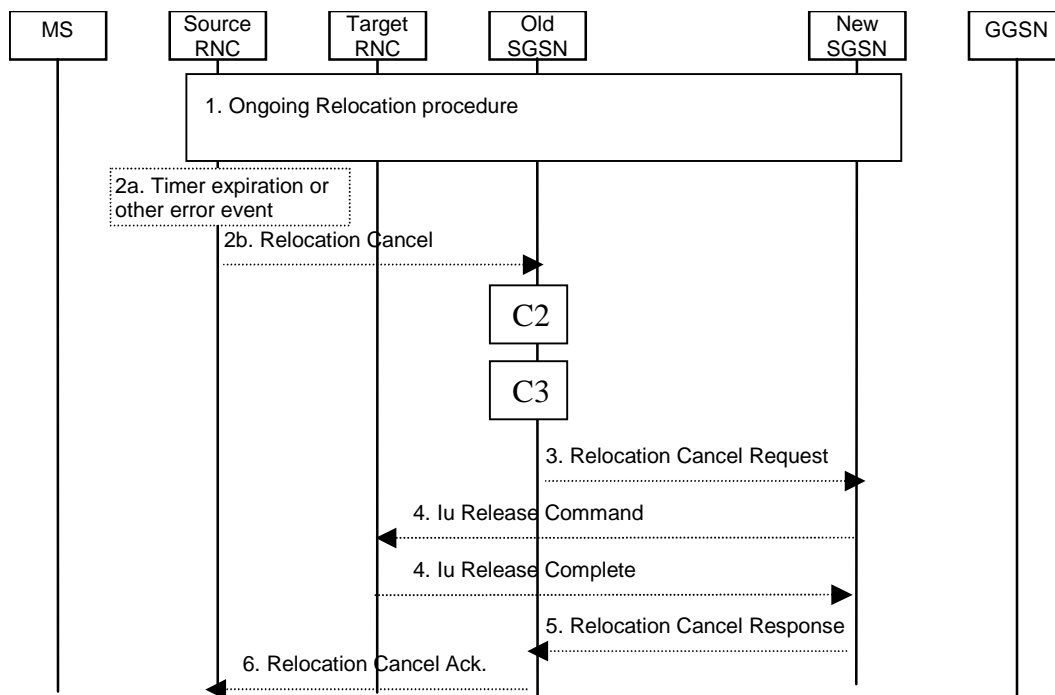 MS
Source
RNC
Target
RNC
Old
SGSN
New
SGSN
GGSN
1. Ongoing Relocation procedure
2a. Timer expiration or
other error event
2b. Relocation Cancel
C2
C3
3. Relocation Cancel Request
4. Iu Release Command
4. Iu Release Complete
5. Relocation Cancel Response
6. Relocation Cancel Ack.